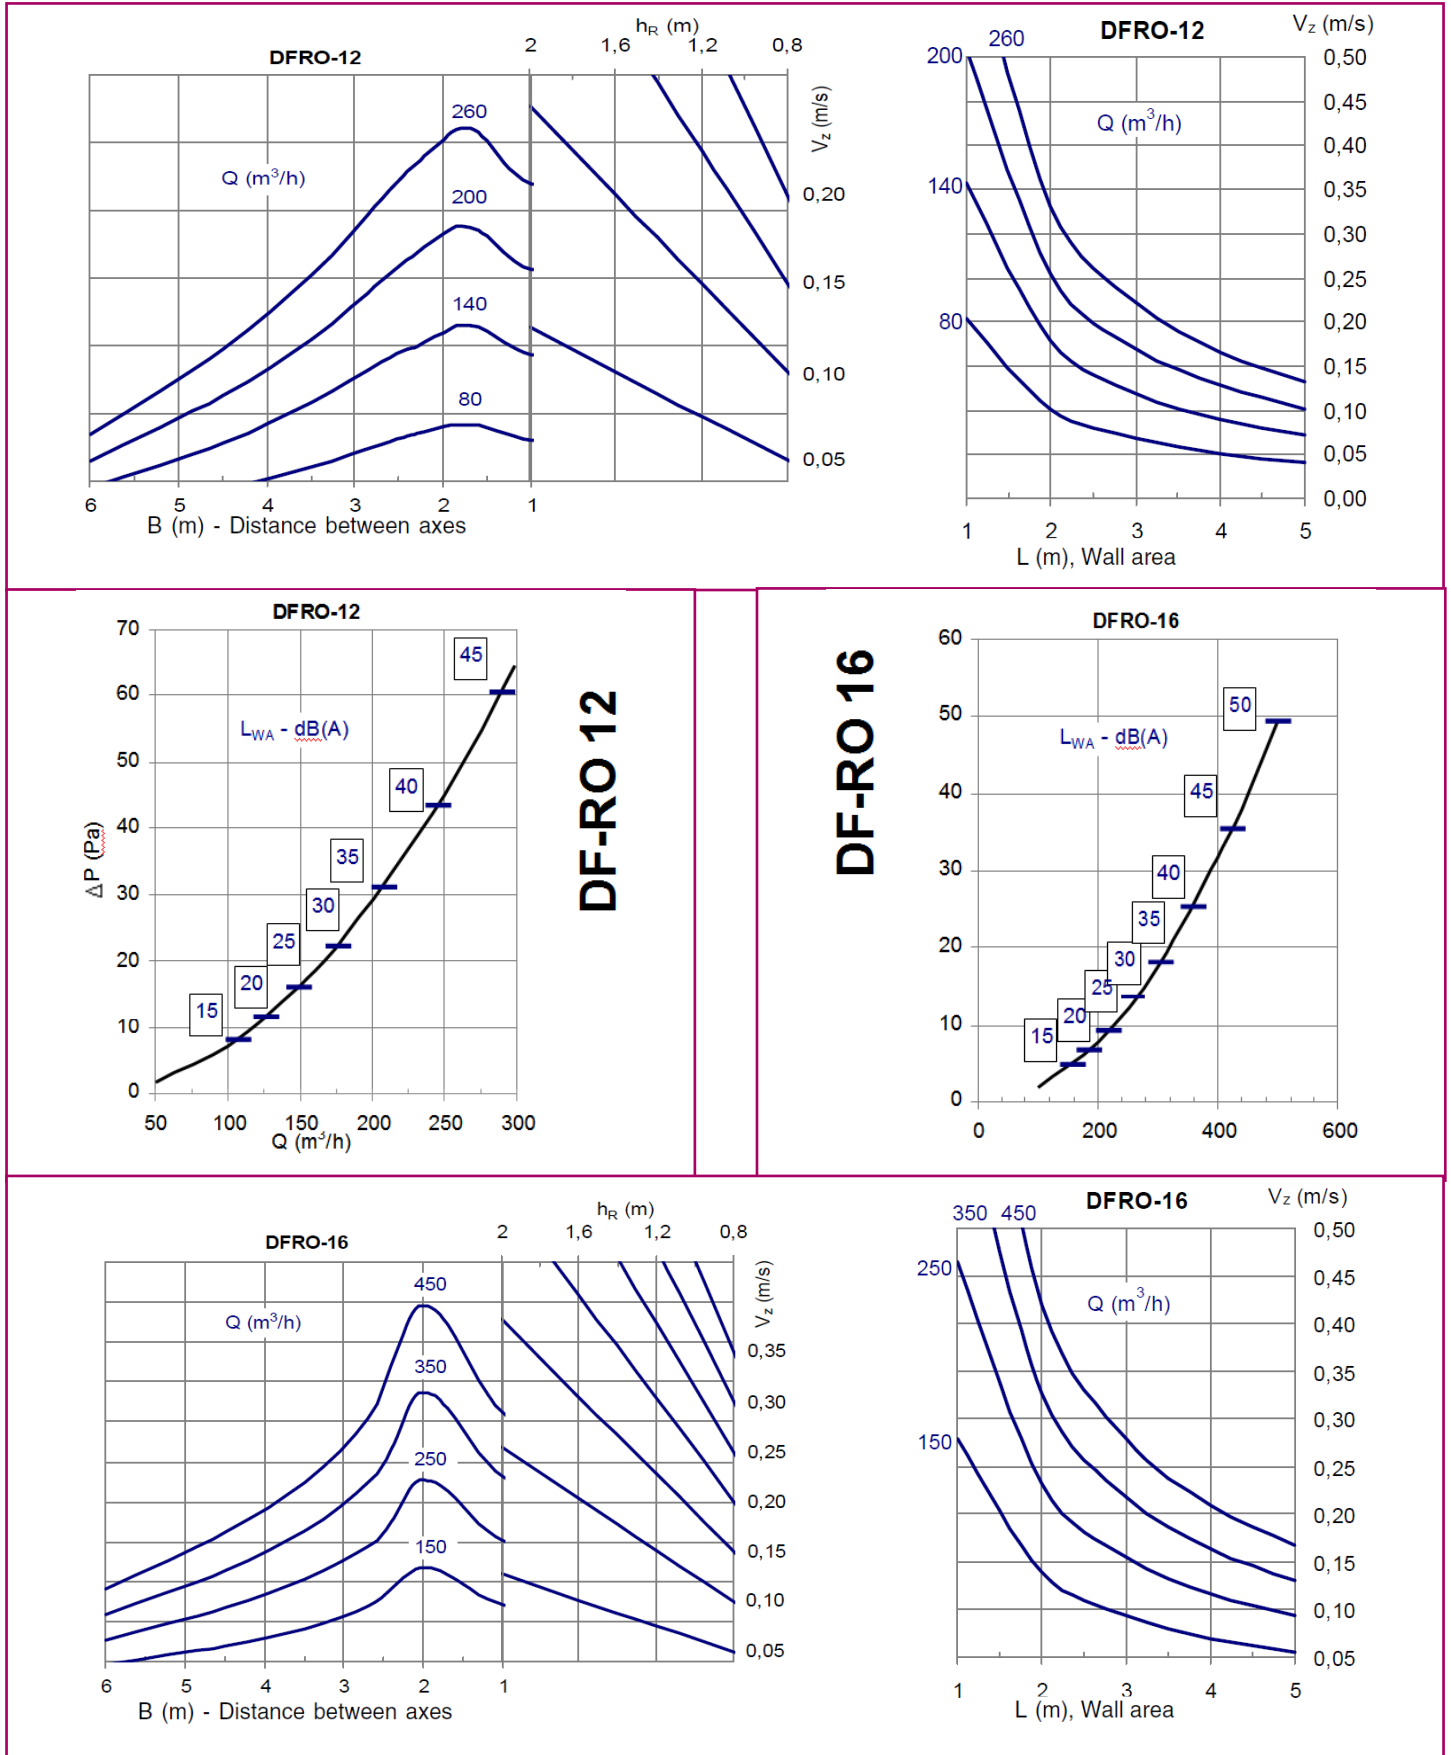 DFRO-12
h_R (m)
2 1,6 1,2 0,8
V_z (m/s)
Q (m³/h)
260
200
140
80
0,20
0,15
0,10
0,05
6 5 4 3 2 1
B (m) - Distance between axes
DFRO-12
V_z (m/s)
200 260
140
80
Q (m³/h)
0,50
0,45
0,40
0,35
0,30
0,25
0,20
0,15
0,10
0,05
0,00
1 2 3 4 5
L (m), Wall area
DFRO-12
70
60
50
40
30
20
10
0
ΔP (Pa)
L_WA - dB(A)
45
40
35
30
25
20
15
50 100 150 200 250 300
Q (m³/h)
DF-RO 12
DF-RO 16
DFRO-16
60
50
40
30
20
10
0
L_WA - dB(A)
50
45
40
35
30
25
20
15
0 200 400 600
DFRO-16
h_R (m)
2 1,6 1,2 0,8
V_z (m/s)
Q (m³/h)
450
350
250
150
0,35
0,30
0,25
0,20
0,15
0,10
0,05
6 5 4 3 2 1
B (m) - Distance between axes
DFRO-16
V_z (m/s)
350 450
250
150
Q (m³/h)
0,50
0,45
0,40
0,35
0,30
0,25
0,20
0,15
0,10
0,05
1 2 3 4 5
L (m), Wall area